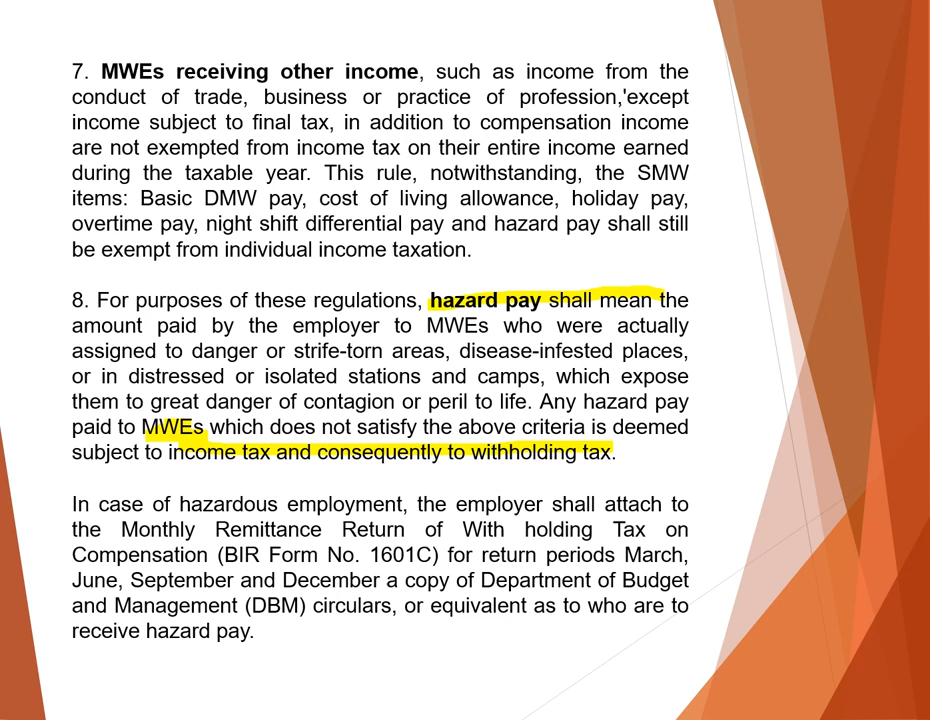 7. MWEs receiving other income, such as income from the
conduct of trade, business or practice of profession,'except
income subject to final tax, in addition to compensation income
are not exempted from income tax on their entire income earned
during the taxable year. This rule, notwithstanding, the SMW
items: Basic DMW pay, cost of living allowance, holiday pay,
overtime pay, night shift differential pay and hazard pay shall still
be exempt from individual income taxation.
8. For purposes of these regulations, hazard pay shall mean the
amount paid by the employer to MWEs who were actually
assigned to danger or strife-torn areas, disease-infested places,
or in distressed or isolated stations and camps, which expose
them to great danger of contagion or peril to life. Any hazard pay
paid to MWEs which does not satisfy the above criteria is deemed
subject to income tax and consequently to withholding tax.
In case of hazardous employment, the employer shall attach to
the Monthly Remittance Return of With holding Tax on
Compensation (BIR Form No. 1601C) for return periods March,
June, September and December a copy of Department of Budget
and Management (DBM) circulars, or equivalent as to who are to
receive hazard pay.